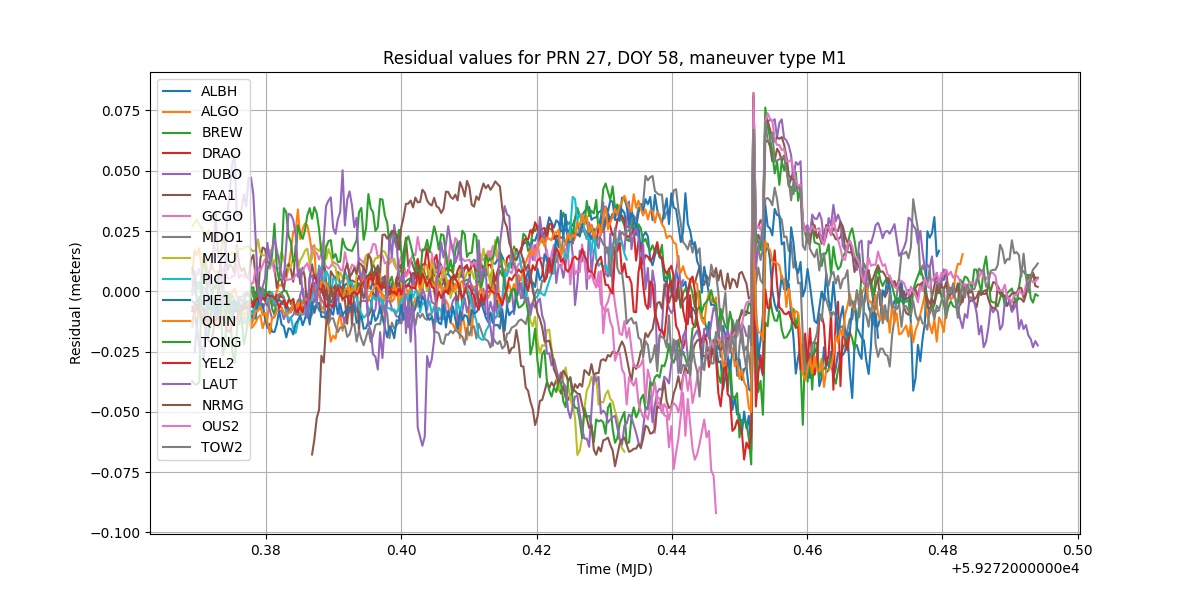 Residual values for PRN 27, DOY 58, maneuver type M1
Residual (meters)
0.075
0.050
0.025
0.000
−0.025
−0.050
−0.075
−0.100
ALBH
ALGO
BREW
DRAO
DUBO
FAA1
GCGO
MDO1
MIZU
PICL
PIE1
QUIN
TONG
YEL2
LAUT
NRMG
OUS2
TOW2
0.38 0.40 0.42 0.44 0.46 0.48 0.50
Time (MJD)
+5.9272000000e4